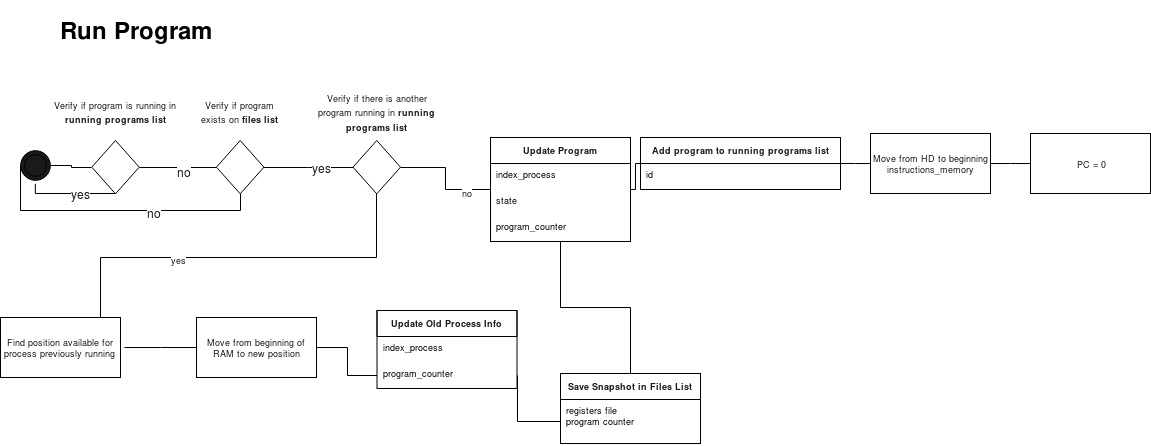 Run Program
Verify if program is running in
running programs list
Verify if program
exists on files list
Verify if there is another
program running in running
programs list
no
yes
yes
no
no
yes
Update Program
index_process
state
program_counter
Add program to running programs list
id
Move from HD to beginning
instructions_memory
PC = 0
Find position available for
process previously running
Move from beginning of
RAM to new position
Update Old Process Info
index_process
program_counter
Save Snapshot in Files List
registers file
program counter